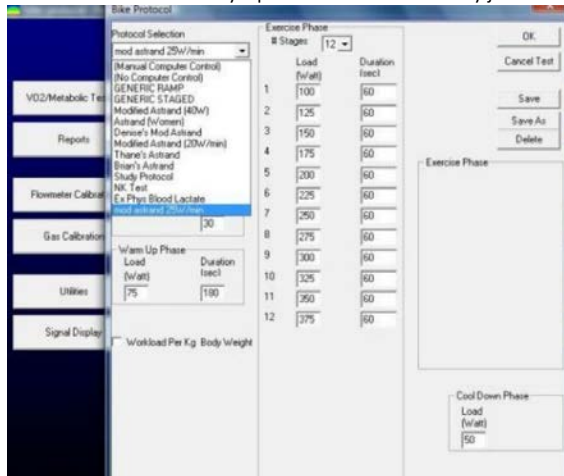 Bike Protocol
Protocol Selection
mod astrand 25W/min
(Manual Computer Control)
(No Computer Control)
GENERIC RAMP
GENERIC STAGED
Modified Astrand (40W)
Astrand (Women)
Denise's Mod Astrand
Modified Astrand (20W/min)
Thane's Astrand
Brian's Astrand
Study Protocol
NK Test
Ex Phys Blood Lactate
mod astrand 25W/min
30
Warm Up Phase
Load Duration
(Watt) (sec)
75 180
Workload Per Kg Body Weight
Exercise Phase
# Stages 12
Load Duration
(Watt) (sec)
1 100 60
2 125 60
3 150 60
4 175 60
5 200 60
6 225 60
7 250 60
8 275 60
9 300 60
10 325 60
11 350 60
12 375 60
OK
Cancel Test
Save
Save As
Delete
Exercise Phase
Cool Down Phase
Load
(Watt)
50
VO2/Metabolic Tes
Reports
Flowmeter Calibrat
Gas Calibration
Utilities
Signal Display